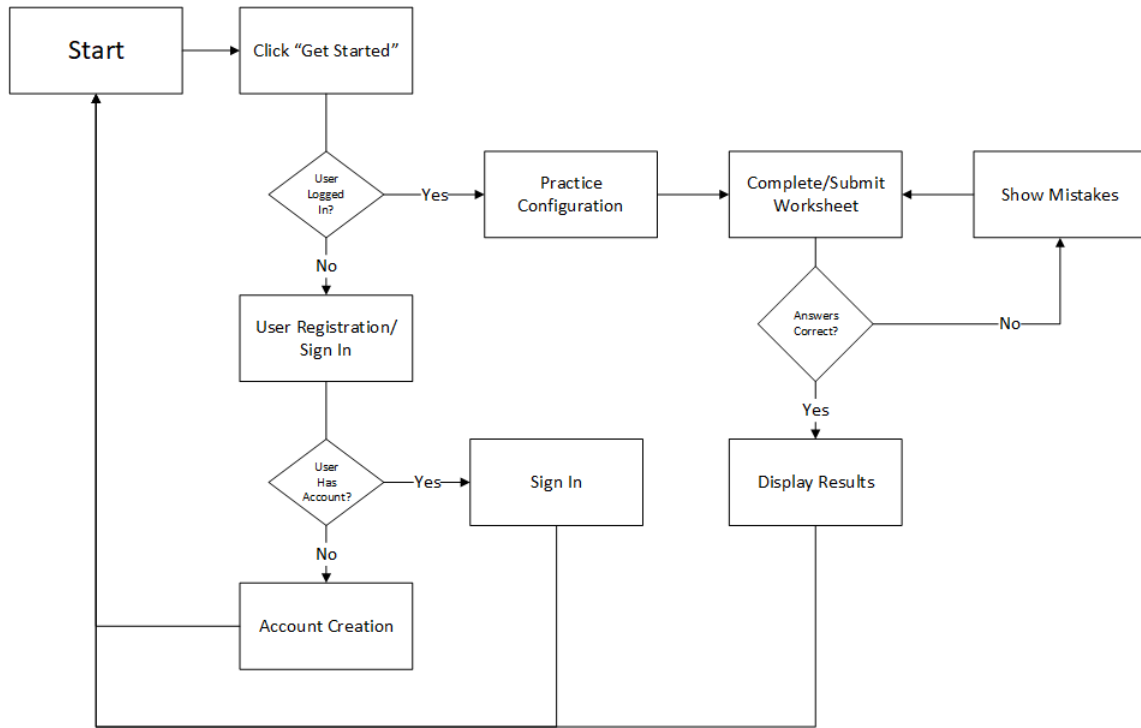 Start
Click “Get Started”
User
Logged
In?
Yes
Practice
Configuration
Complete/Submit
Worksheet
Show Mistakes
No
User Registration/
Sign In
Answers
Correct?
No
Yes
User
Has
Account?
Yes
Sign In
Display Results
No
Account Creation